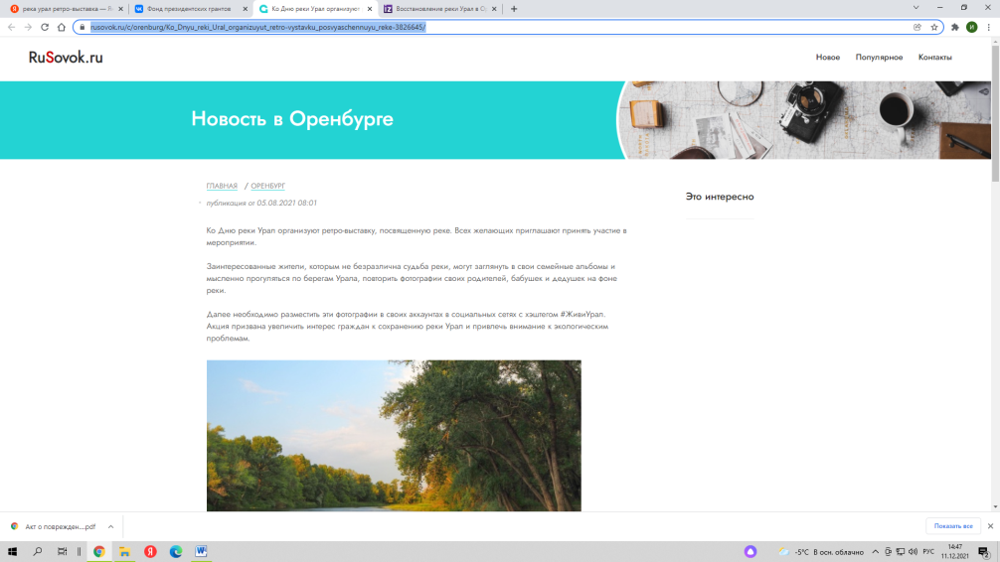 река урал ретро-выставка — Я
Фонд президентских грантов
Ко Дню реки Урал организуют
Восстановление реки Урал в О
rusovok.ru/c/orenburg/Ko_Dnyu_reki_Ural_organizuyut_retro-vystavku_posvyaschennuyu_reke-3826645/
И
RuSovok.ru
Новое
Популярное
Контакты
Новость в Оренбурге
ГЛАВНАЯ / ОРЕНБУРГ
публикация от 05.08.2021 08:01
Это интересно
Ко Дню реки Урал организуют ретро-выставку, посвященную реке. Всех желающих приглашают принять участие в
мероприятии.
Заинтересованные жители, которым не безразлична судьба реки, могут заглянуть в свои семейные альбомы и
мысленно прогуляться по берегам Урала, повторить фотографии своих родителей, бабушек и дедушек на фоне
реки.
Далее необходимо разместить эти фотографии в своих аккаунтах в социальных сетях с хэштегом #ЖивиУрал.
Акция призвана увеличить интерес граждан к сохранению реки Урал и привлечь внимание к экологическим
проблемам.
Акт о поврежден....pdf
Показать все
-5°C В осн. облачно
РУС
14:47
11.12.2021